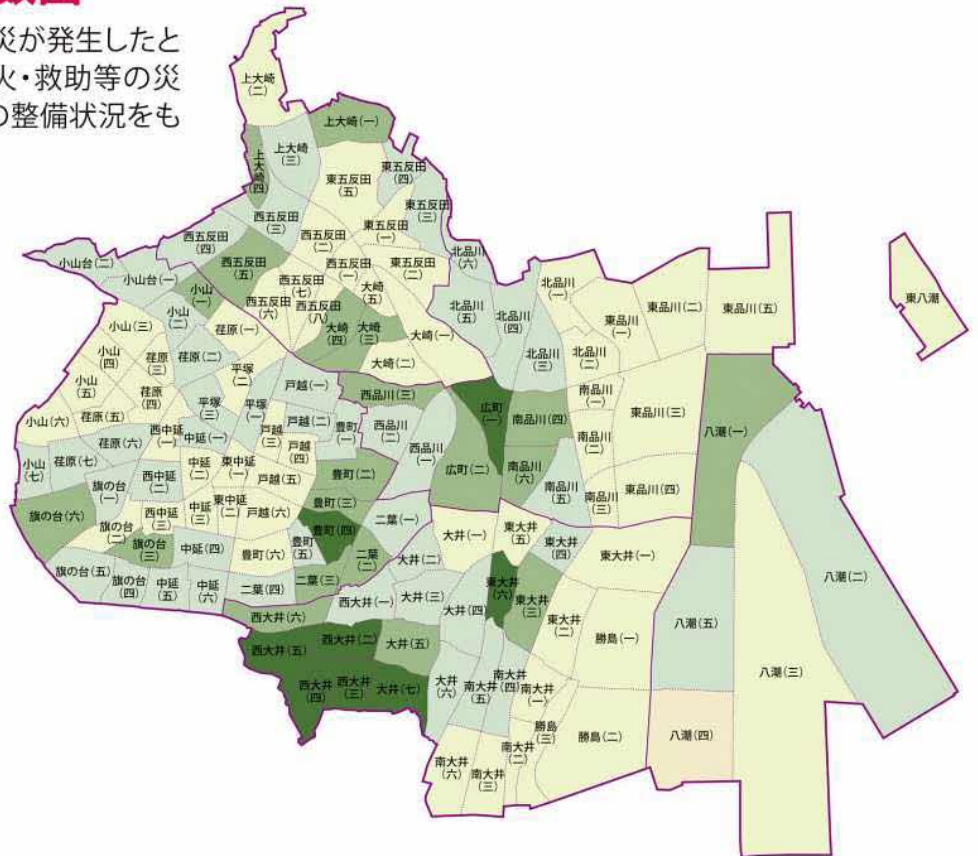 災が発生したと
火・救助等の災
の整備状況をも
上大崎
(二)
上大崎(一)
上大崎
(三)
上大崎
(四)
東五反田
(五)
東五反田
(四)
東五反田
(三)
東五反田
(一)
東五反田
(二)
西五反田
(三)
西五反田
(四)
西五反田
(二)
西五反田
(五)
西五反田
(一)
西五反田
(七)
西五反田
(六)
西五反田
(八)
大崎
(五)
大崎
(四)
大崎
(三)
大崎(一)
大崎(二)
小山台(二)
小山台(一)
小山
(一)
小山
(二)
小山(三)
小山
(四)
小山
(五)
小山(六)
小山
(七)
荏原(一)
荏原(二)
荏原
(三)
荏原
(四)
荏原(五)
荏原(六)
荏原(七)
平塚
(二)
平塚
(三)
平塚
(一)
戸越(一)
戸越(二)
戸越
(三)
戸越
(四)
戸越(五)
戸越(六)
西中延
(一)
西中延
(二)
西中延
(三)
中延(一)
中延
(二)
中延
(三)
中延(四)
中延
(五)
中延
(六)
東中延
(一)
東中延
(二)
旗の台
(一)
旗の台
(二)
旗の台
(三)
旗の台
(四)
旗の台(五)
旗の台(六)
豊町
(一)
豊町(二)
豊町(三)
豊町(四)
豊町
(五)
豊町(六)
二葉(一)
二葉
(二)
二葉(三)
二葉(四)
西品川(三)
西品川
(二)
西品川
(一)
広町
(一)
広町(二)
北品川
(六)
北品川
(五)
北品川
(四)
北品川
(三)
北品川
(一)
北品川
(二)
南品川
(一)
南品川
(二)
南品川
(三)
南品川(四)
南品川
(五)
南品川
(六)
東品川
(一)
東品川(二)
東品川(三)
東品川(四)
東品川(五)
東八潮
八潮(一)
八潮(二)
八潮(三)
八潮(四)
八潮(五)
大井(一)
大井(二)
大井(三)
大井(四)
大井(五)
大井
(六)
大井(七)
西大井(一)
西大井(二)
西大井
(三)
西大井
(四)
西大井(五)
西大井(六)
東大井(一)
東大井
(二)
東大井
(三)
東大井
(四)
東大井
(五)
東大井
(六)
南大井
(一)
南大井
(二)
南大井
(三)
南大井
(四)
南大井
(五)
南大井
(六)
勝島(一)
勝島(二)
勝島
(三)